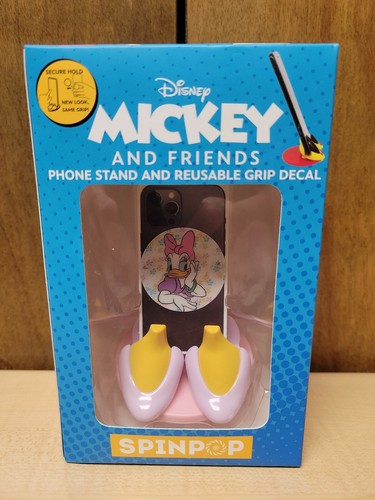 SECURE HOLD
NEW LOOK,
SAME GRIP!
Disney
MICKEY
AND FRIENDS
PHONE STAND AND REUSABLE GRIP DECAL
SPINPOP